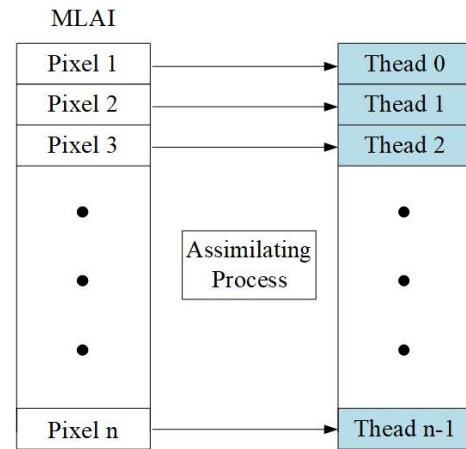 MLAI
Pixel 1
Thead 0
Pixel 2
Thead 1
Pixel 3
Thead 2
Assimilating
Process
Pixel n
Thead n-1